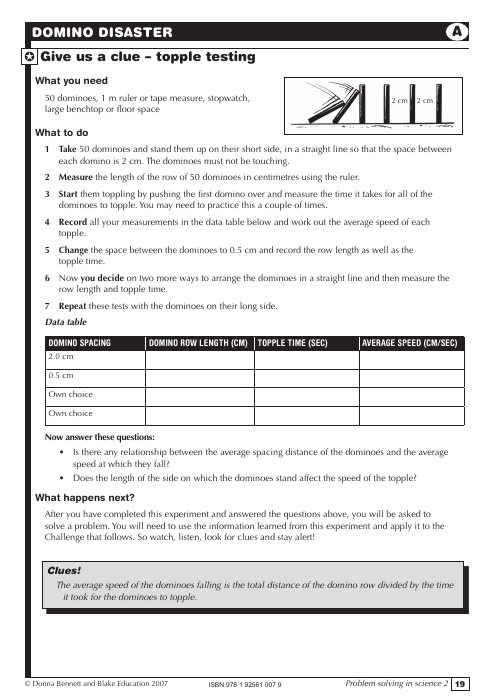 DOMINO DISASTER
A
Give us a clue – topple testing
What you need
50 dominoes, 1 m ruler or tape measure, stopwatch,
large benchtop or floor space
2 cm 2 cm
What to do
1 Take 50 dominoes and stand them up on their short side, in a straight line so that the space between
each domino is 2 cm. The dominoes must not be touching.
2 Measure the length of the row of 50 dominoes in centimetres using the ruler.
3 Start them toppling by pushing the first domino over and measure the time it takes for all of the
dominoes to topple. You may need to practice this a couple of times.
4 Record all your measurements in the data table below and work out the average speed of each
topple.
5 Change the space between the dominoes to 0.5 cm and record the row length as well as the
topple time.
6 Now you decide on two more ways to arrange the dominoes in a straight line and then measure the
row length and topple time.
7 Repeat these tests with the dominoes on their long side.
Data table
DOMINO SPACING DOMINO ROW LENGTH (CM) TOPPLE TIME (SEC) AVERAGE SPEED (CM/SEC)
2.0 cm
0.5 cm
Own choice
Own choice
Now answer these questions:
• Is there any relationship between the average spacing distance of the dominoes and the average
speed at which they fall?
• Does the length of the side on which the dominoes stand affect the speed of the topple?
What happens next?
After you have completed this experiment and answered the questions above, you will be asked to
solve a problem. You will need to use the information learned from this experiment and apply it to the
Challenge that follows. So watch, listen, look for clues and stay alert!
Clues!
The average speed of the dominoes falling is the total distance of the domino row divided by the time
it took for the dominoes to topple.
© Donna Bennett and Blake Education 2007 ISBN 978 1 92561 007 9 Problem solving in science 2 19